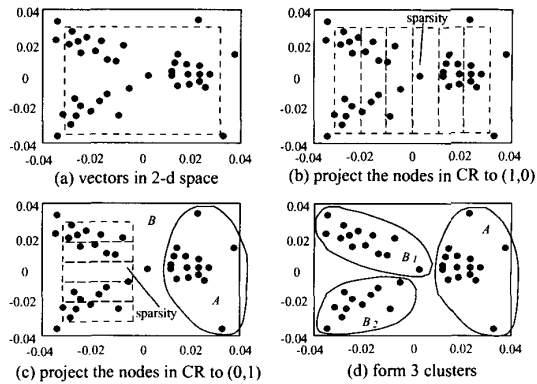 0.04
0.02
0
-0.02
-0.04
-0.04 -0.02 0 0.02 0.04
(a) vectors in 2-d space
sparsity
0.04
0.02
0
-0.02
-0.04
-0.04 -0.02 0 0.02 0.04
(b) project the nodes in CR to (1,0)
0.04
0.02
0
-0.02
-0.04
B
A
sparsity
-0.04 -0.02 0 0.02 0.04
(c) project the nodes in CR to (0,1)
0.04
0.02
0
-0.02
-0.04
A
B1
B2
-0.04 -0.02 0 0.02 0.04
(d) form 3 clusters